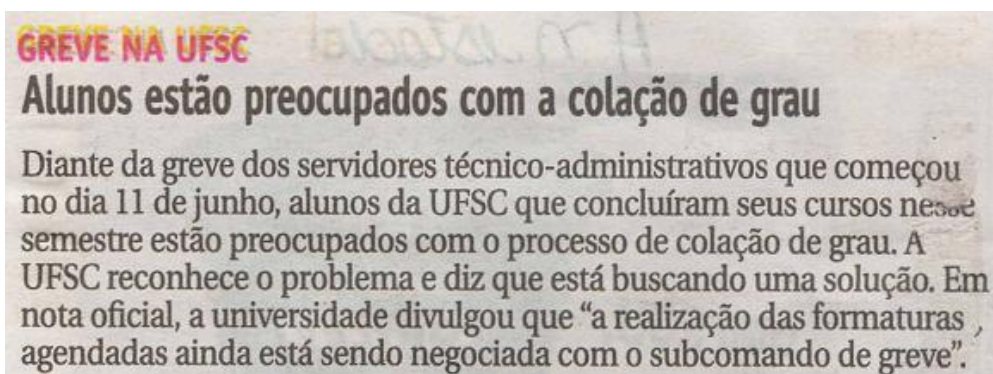 GREVE NA UFSC
Alunos estão preocupados com a colação de grau
Diante da greve dos servidores técnico-administrativos que começou
no dia 11 de junho, alunos da UFSC que concluíram seus cursos nesse
semestre estão preocupados com o processo de colação de grau. A
UFSC reconhece o problema e diz que está buscando uma solução. Em
nota oficial, a universidade divulgou que “a realização das formaturas
agendadas ainda está sendo negociada com o subcomando de greve”.